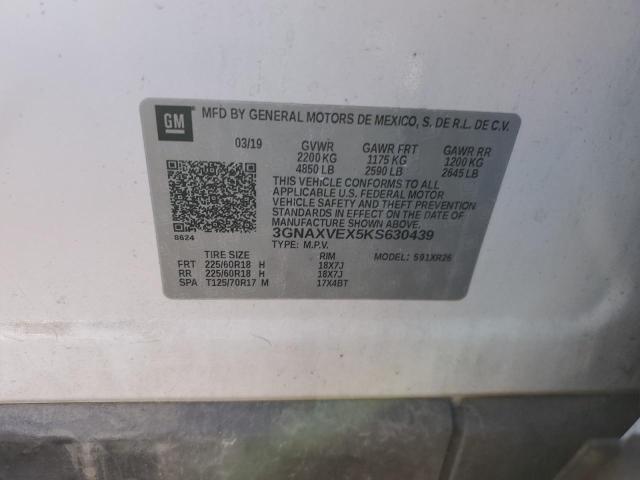 GM
MFD BY GENERAL MOTORS DE MEXICO, S. DE R.L. DE C.V.
03/19 GVWR GAWR FRT GAWR RR
2200 KG 1175 KG 1200 KG
4850 LB 2590 LB 2645 LB
THIS VEHICLE CONFORMS TO ALL
APPLICABLE U.S. FEDERAL MOTOR
VEHICLE SAFETY AND THEFT
PREVENTION STANDARDS IN
EFFECT ON THE DATE OF
MANUFACTURE SHOWN ABOVE.
3GNAXVEX5KS630439
8624
TYPE: M.P.V. MODEL: 591XR26
TIRE SIZE RIM
FRT 225/60R18 H 18X7J
RR 225/60R18 H 18X7J
SPA T125/70R17 M 17X4BT